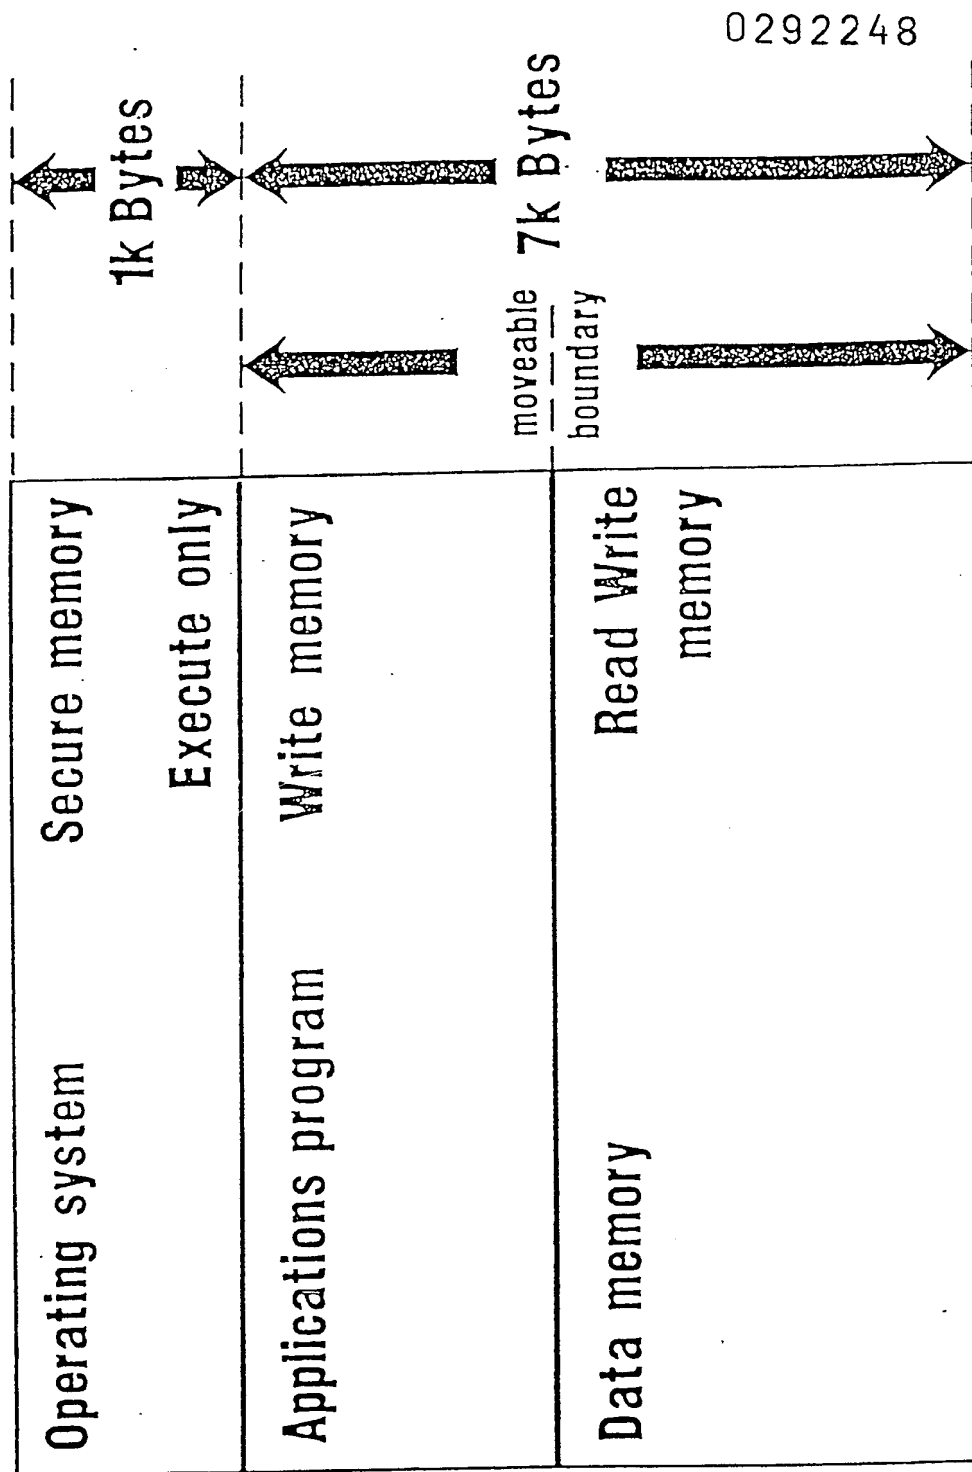 0292248
Operating system Secure memory 1k Bytes
Execute only
Applications program Write memory
moveable 7k Bytes
boundary
Data memory Read Write
memory